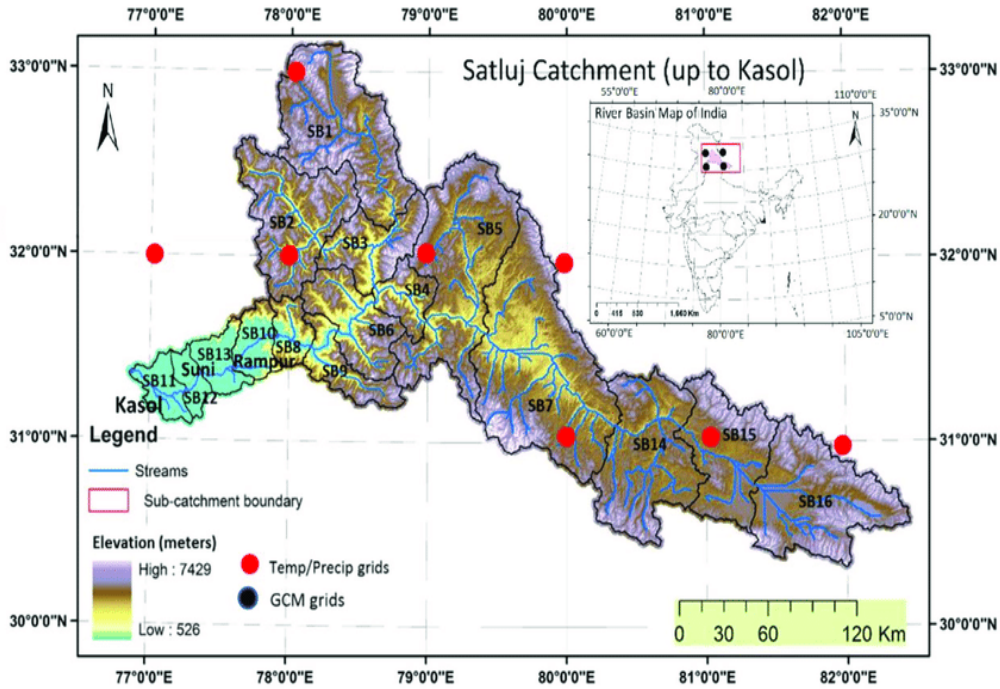 77°0'0"E 78°0'0"E 79°0'0"E 80°0'0"E 81°0'0"E 82°0'0"E
33°0'0"N
33°0'0"N
Satluj Catchment (up to Kasol)
N
55°0'0"E 80°0'0"E 110°0'0"E
River Basin Map of India
N
35°0'0"N
SB1
SB2
SB3
SB5
20°0'0"N
32°0'0"N
32°0'0"N
SB4
SB6
5°0'0"N
60°0'0"E 80°0'0"E 105°0'0"E
SB10
SB8
SB13
Rampur
Suni
SB9
SB11
SB12
Kasol
SB7
31°0'0"N
31°0'0"N
SB14
SB15
SB16
Legend
Streams
Sub-catchment boundary
Elevation (meters)
High : 7429
Low : 526
Temp/Precip grids
GCM grids
0 30 60 120 Km
30°0'0"N
30°0'0"N
77°0'0"E 78°0'0"E 79°0'0"E 80°0'0"E 81°0'0"E 82°0'0"E